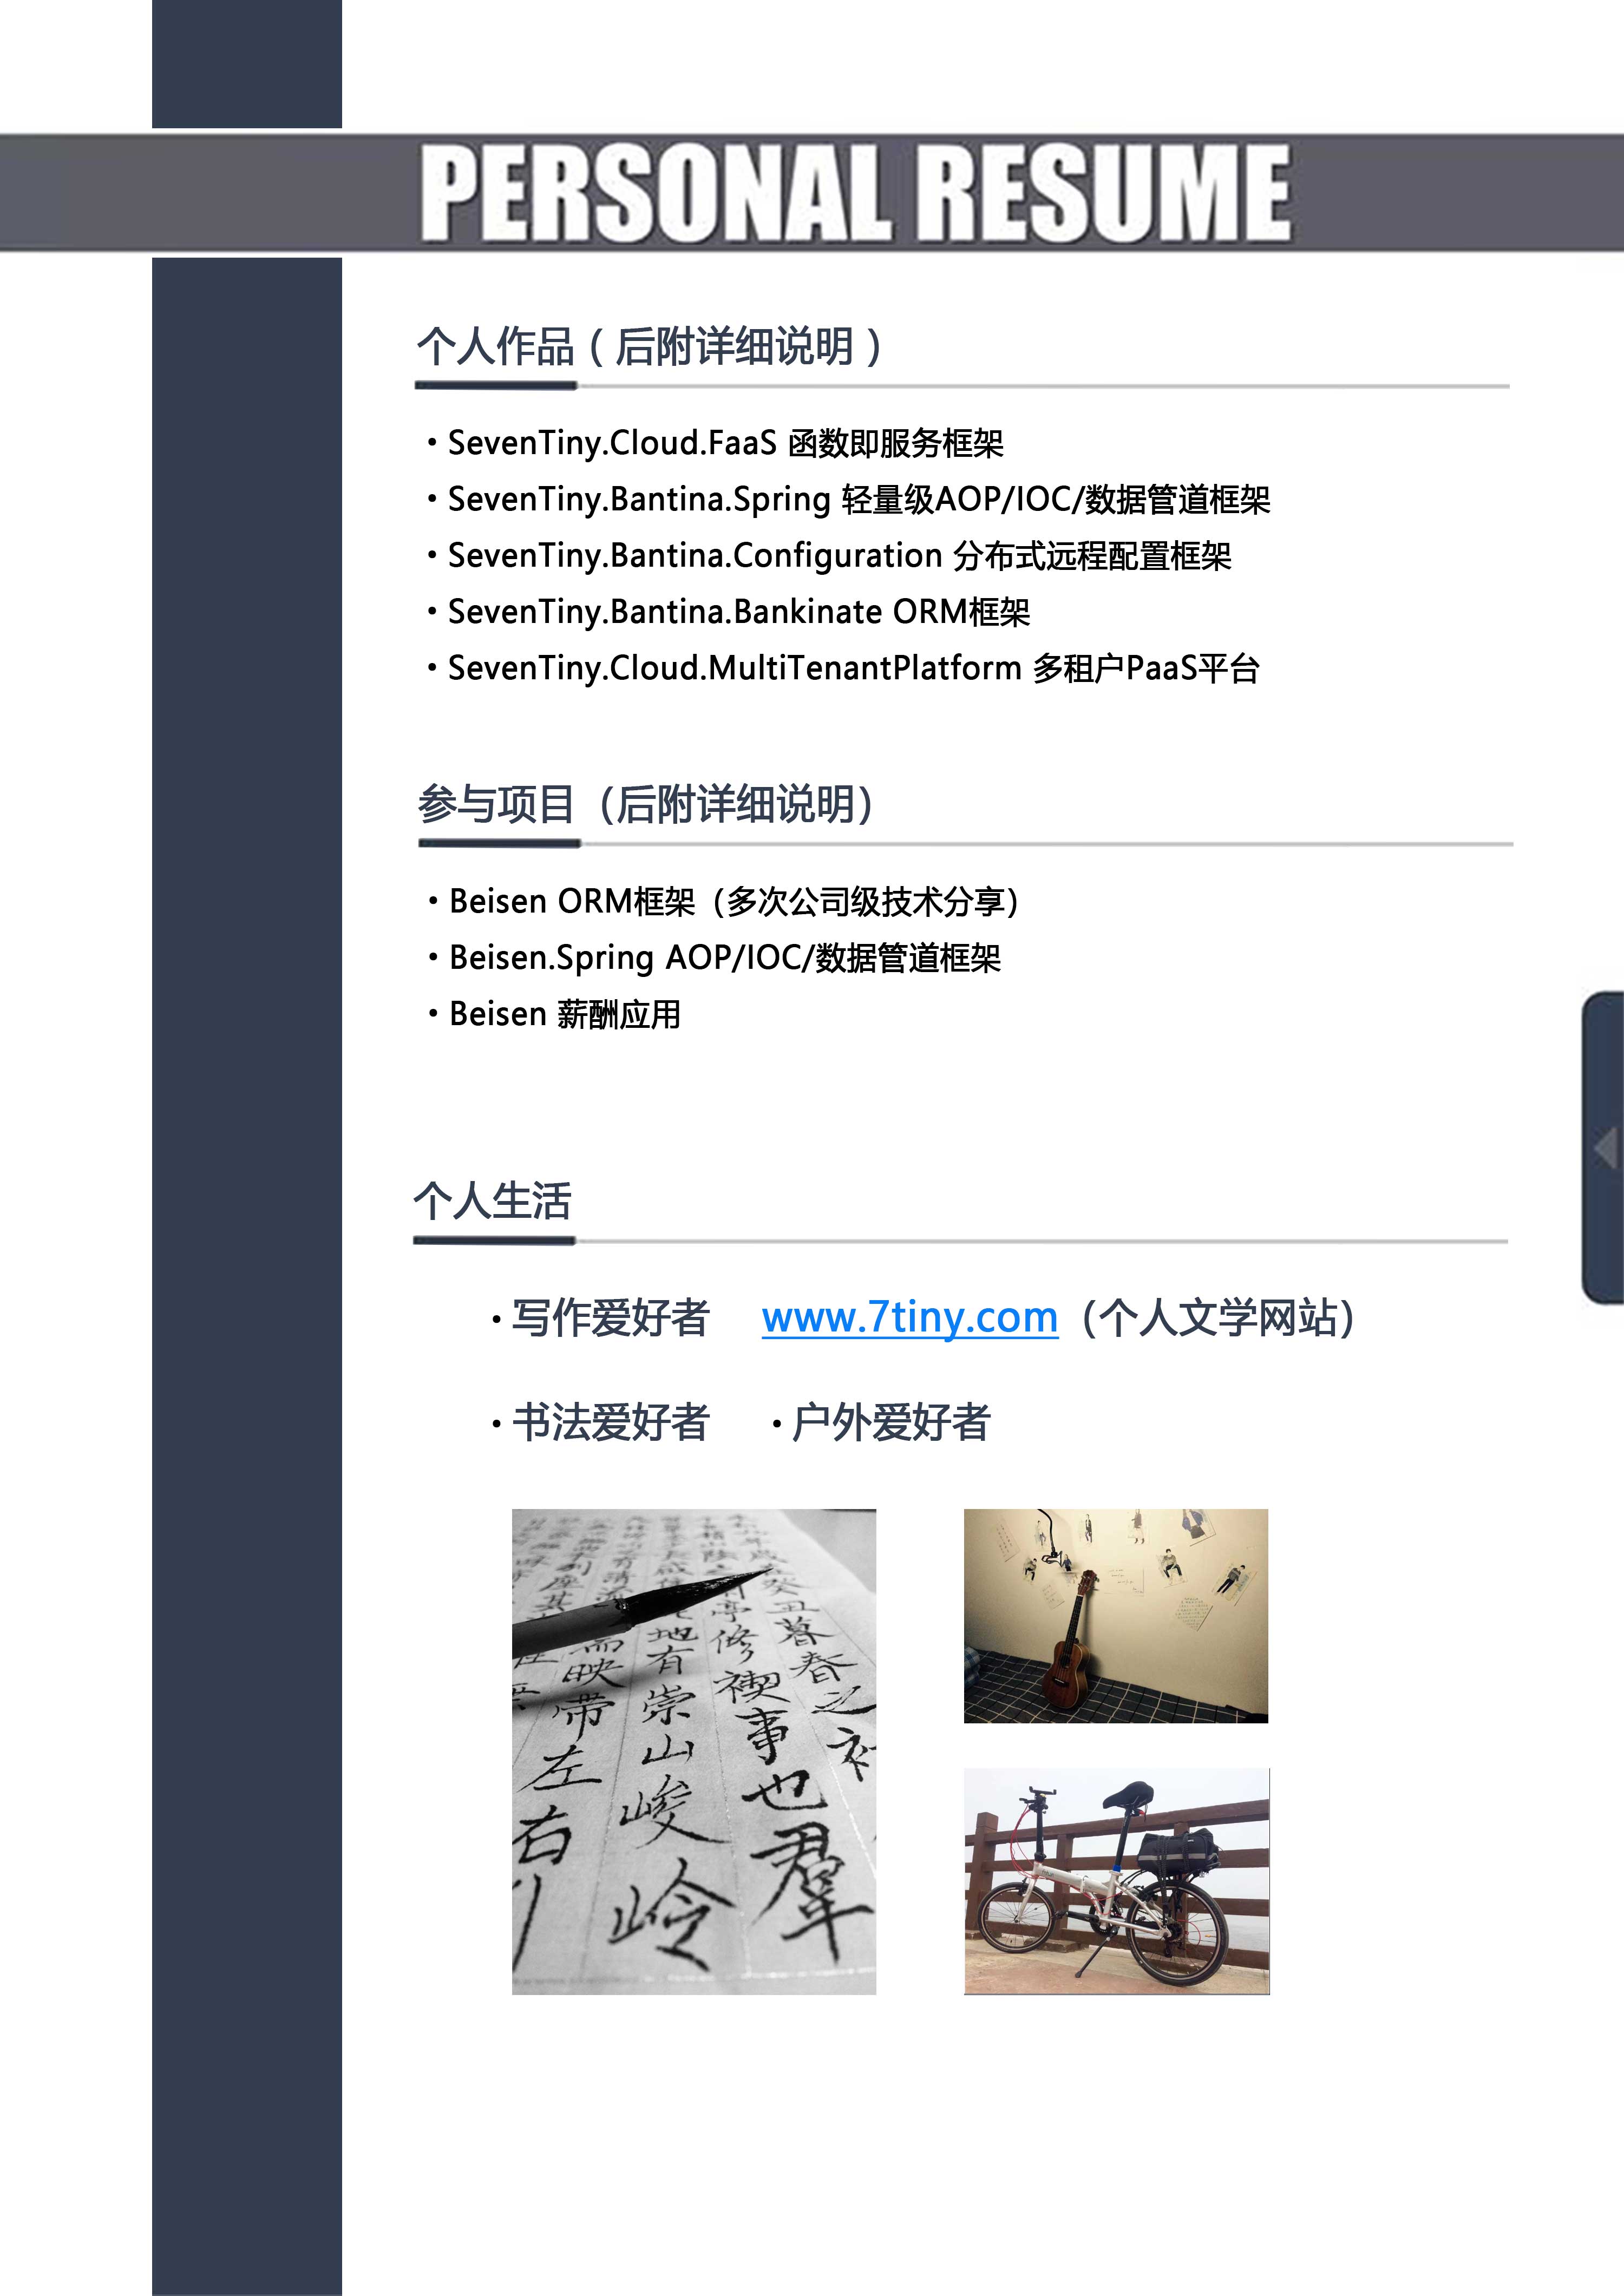 PERSONAL RESUME
个人作品（后附详细说明）
·SevenTiny.Cloud.FaaS 函数即服务框架
·SevenTiny.Bantina.Spring 轻量级AOP/IOC/数据管道框架
·SevenTiny.Bantina.Configuration 分布式远程配置框架
·SevenTiny.Bantina.Bankinate ORM框架
·SevenTiny.Cloud.MultiTenantPlatform 多租户PaaS平台
参与项目（后附详细说明）
·Beisen ORM框架（多次公司级技术分享）
·Beisen.Spring AOP/IOC/数据管道框架
·Beisen 薪酬应用
个人生活
·写作爱好者 www.7tiny.com（个人文学网站）
·书法爱好者 ·户外爱好者
癸丑暮春之
亭修禊事也羣
地有崇山峻岭
映带左右